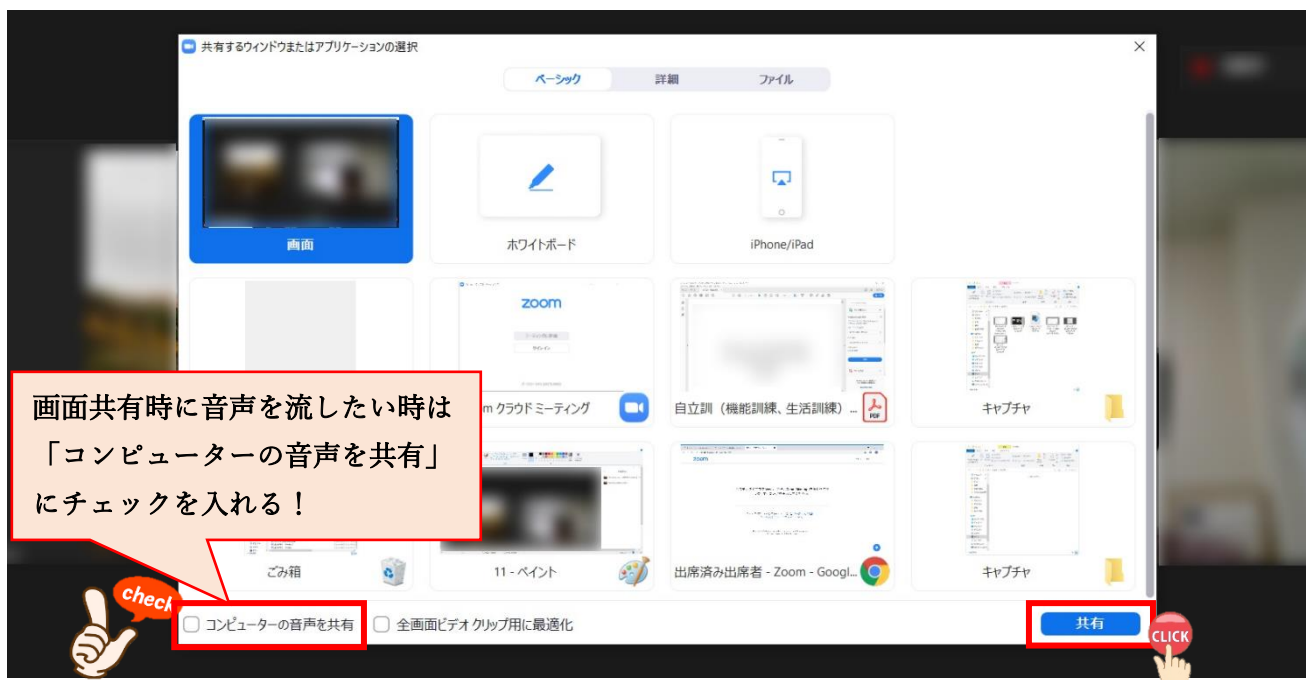 共有するウィンドウまたはアプリケーションの選択
ベーシック
詳細
ファイル
画面
ホワイトボード
iPhone/iPad
zoom
サインイン
m クラウド ミーティング
自立訓（機能訓練、生活訓練）...
PDF
キャプチャ
画面共有時に音声を流したい時は
「コンピューターの音声を共有」
にチェックを入れる！
zoom
ごみ箱
11 - ペイント
出席済み出席者 - Zoom - Googl...
キャプチャ
check
コンピューターの音声を共有
全画面ビデオ クリップ用に最適化
共有
CLICK